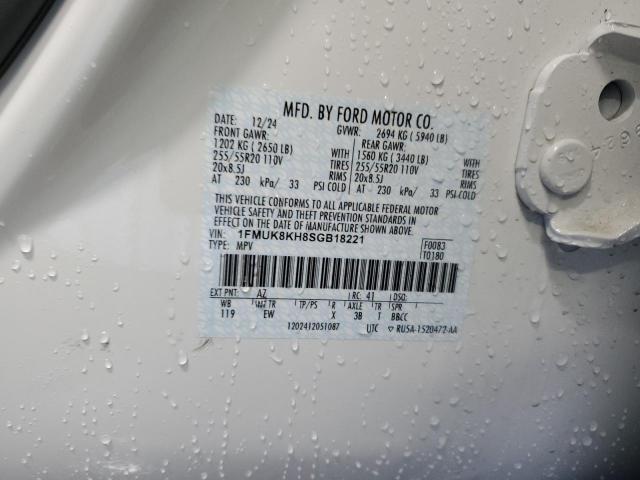 MFD. BY FORD MOTOR CO.
DATE: 12/24 GVWR: 2694 KG ( 5940 LB)
FRONT GAWR: REAR GAWR:
1202 KG ( 2650 LB) WITH 1560 KG ( 3440 LB) WITH
255/55R20 110V TIRES 255/55R20 110V TIRES
20x8.5J RIMS 20x8.5J RIMS
AT 230 kPa/ 33 PSI COLD AT 230 kPa/ 33 PSI COLD
THIS VEHICLE CONFORMS TO ALL APPLICABLE FEDERAL MOTOR
VEHICLE SAFETY AND THEFT PREVENTION STANDARDS IN
EFFECT ON THE DATE OF MANUFACTURE SHOWN ABOVE.
VIN: 1FMUK8KH8SGB18221
TYPE: MPV F0083
T0180
EXT PNT: AZ RC: 41 DSO:
WB INT TR TP/PS R AXLE TR SPR
119 EW X 3B T BBCC
1202412051087 UTC RU5A-1520472-AA